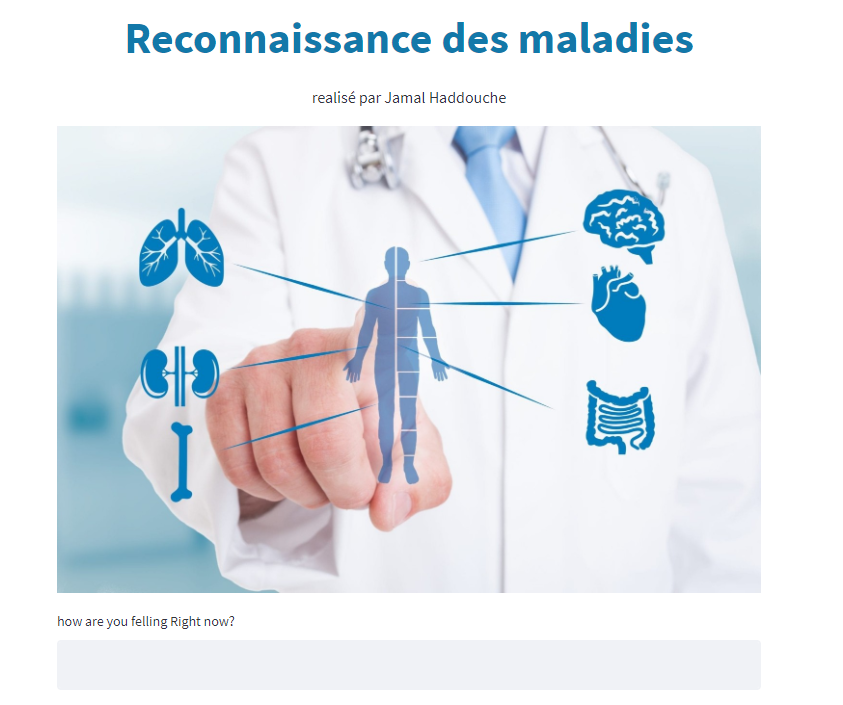 Reconnaissance des maladies
realisé par Jamal Haddouche
how are you felling Right now?